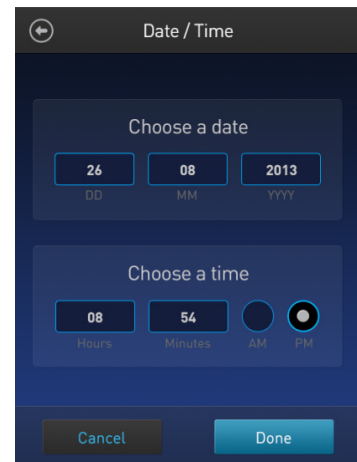 Date / Time
Choose a date
26 08 2013
DD MM YYYY
Choose a time
08 54
Hours Minutes AM PM
Cancel Done